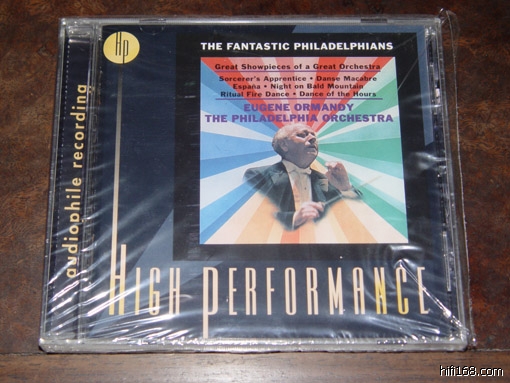 Hp
THE FANTASTIC PHILADELPHIANS
Great Showpieces of a Great Orchestra
Sorcerer's Apprentice • Danse Macabre
España • Night on Bald Mountain
Ritual Fire Dance • Dance of the Hours
EUGENE ORMANDY
THE PHILADELPHIA ORCHESTRA
audiophile recording
HIGH PERFORMANCE
hifi168.com